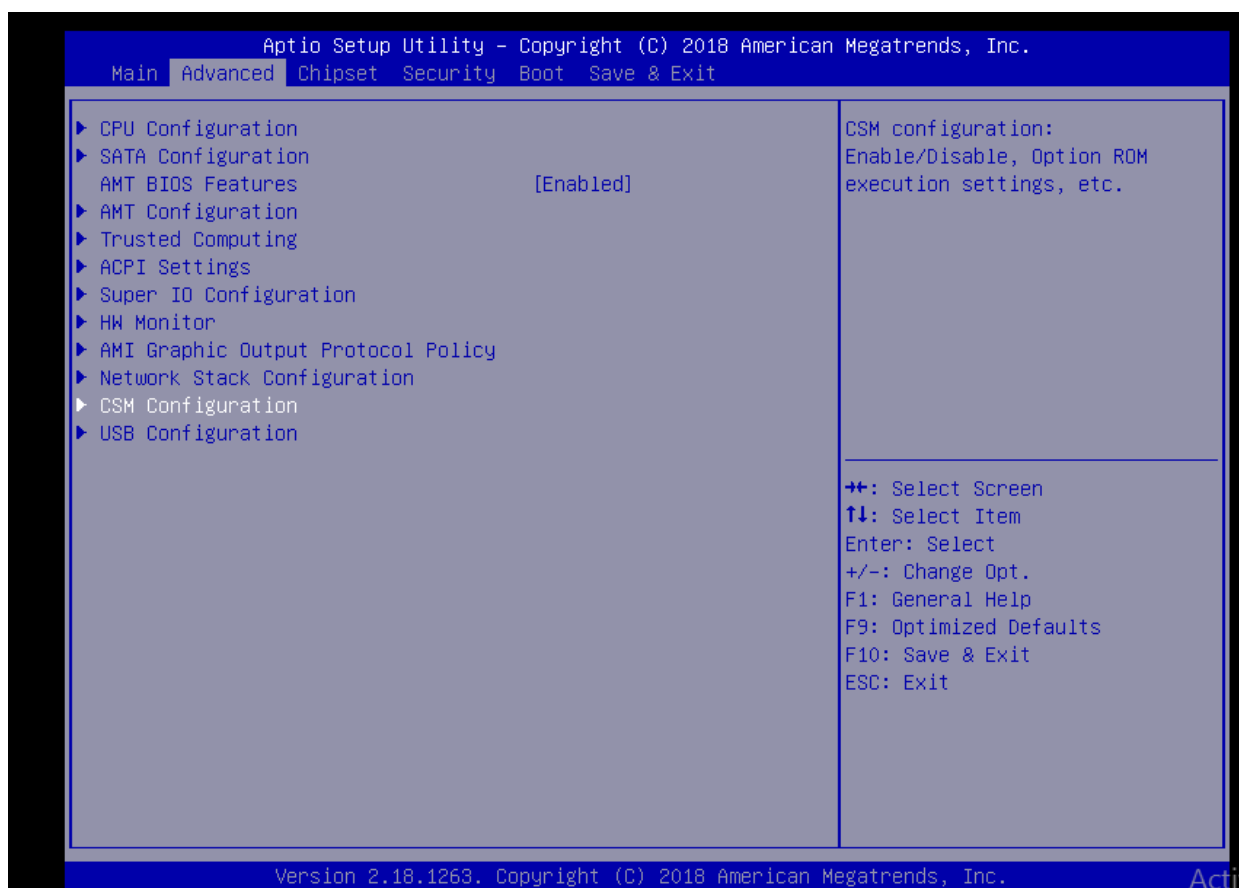 Aptio Setup Utility – Copyright (C) 2018 American Megatrends, Inc.
Main Advanced Chipset Security Boot Save & Exit
CPU Configuration
SATA Configuration
AMT BIOS Features [Enabled]
AMT Configuration
Trusted Computing
ACPI Settings
Super IO Configuration
HW Monitor
AMI Graphic Output Protocol Policy
Network Stack Configuration
CSM Configuration
USB Configuration
CSM configuration:
Enable/Disable, Option ROM
execution settings, etc.
→←: Select Screen
↑↓: Select Item
Enter: Select
+/-: Change Opt.
F1: General Help
F9: Optimized Defaults
F10: Save & Exit
ESC: Exit
Version 2.18.1263. Copyright (C) 2018 American Megatrends, Inc.